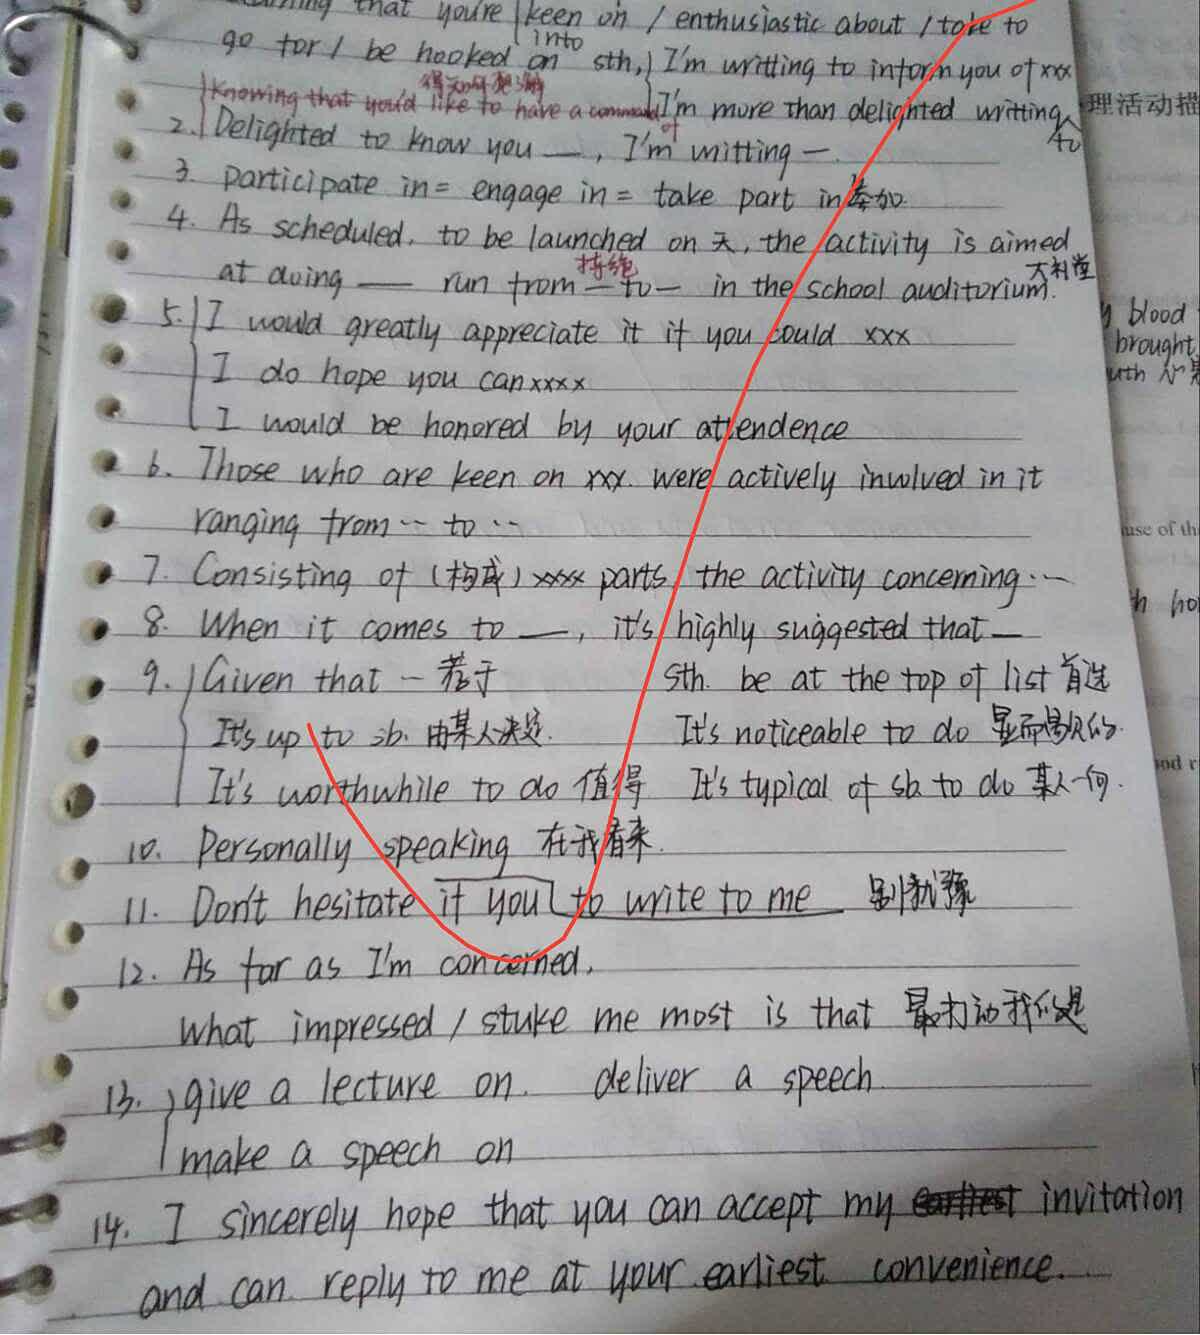 that you're keen on / enthusiastic about / take to
go for / be hooked on into sth, I'm writting to inform you of xxx
Knowing that you'd like to have a command of 得知你想
I'm more than delighted writting to
2. Delighted to know you —, I'm writting —.
3. participate in = engage in = take part in 参加
4. As scheduled, to be launched on 天, the activity is aimed
at doing — run from — to — 持续 in the school auditorium. 大礼堂
5. I would greatly appreciate it if you could xxx
I do hope you can xxxx
I would be honored by your attendence
6. Those who are keen on xxx. were actively involved in it
ranging from ... to ...
7. Consisting of (构成) xxxx parts, the activity concerning ...
8. When it comes to —, it's highly suggested that —
9. Given that — 若于 sth. be at the top of list 首选
It's up to sb. 由某人决定. It's noticeable to do 显而易见的.
It's worthwhile to do 值得 It's typical of sb. to do 某人一向.
10. Personally speaking 在我看来.
11. Don't hesitate if you to write to me 别犹豫
12. As far as I'm concerned,
What impressed / stuke me most is that 最打动我的是
13. give a lecture on. deliver a speech
make a speech on
14. I sincerely hope that you can accept my invitation
and can reply to me at your earliest convenience.
理活动描
blood
brought,
use of th